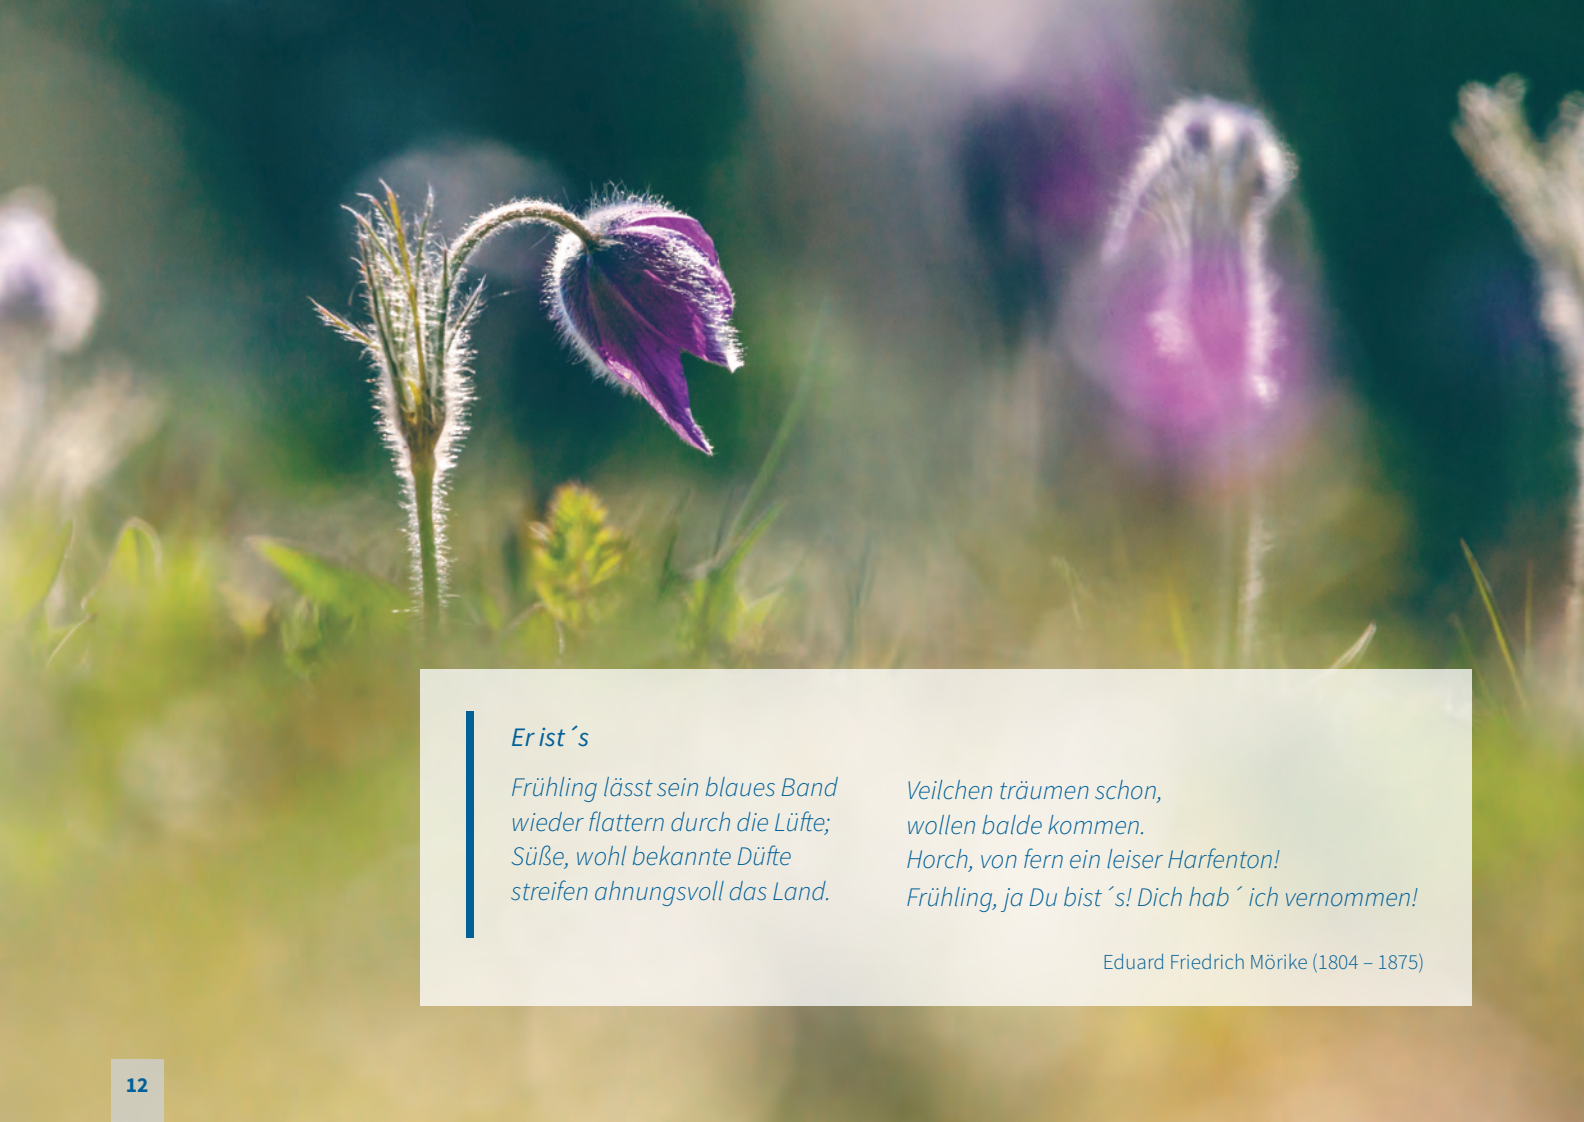 Er ist´s
Frühling lässt sein blaues Band
wieder flattern durch die Lüfte;
Süße, wohl bekannte Düfte
streifen ahnungsvoll das Land.
Veilchen träumen schon,
wollen balde kommen.
Horch, von fern ein leiser Harfenton!
Frühling, ja Du bist´s! Dich hab´ ich vernommen!
Eduard Friedrich Mörike (1804 – 1875)
12